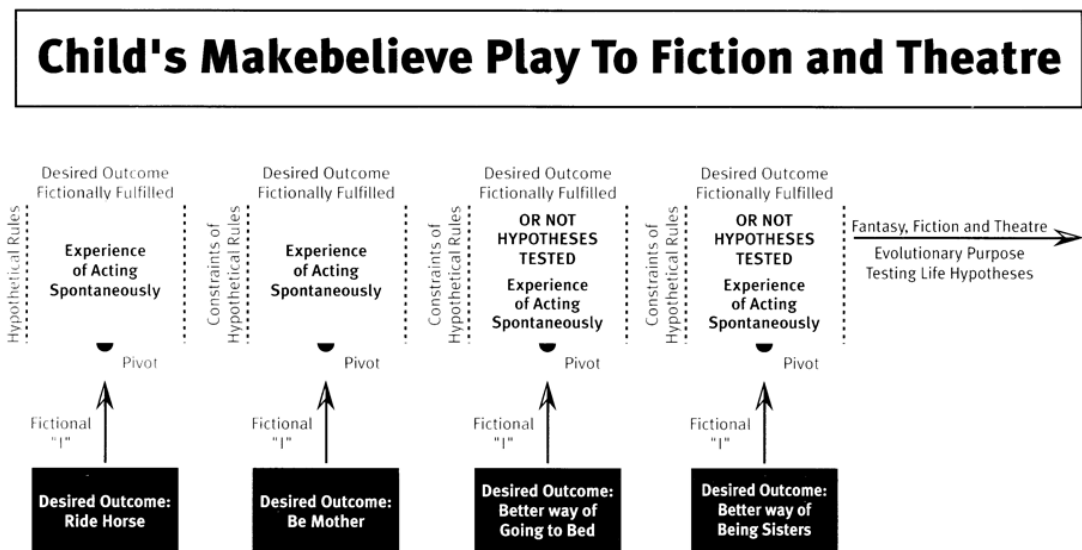 Child's Makebelieve Play To Fiction and Theatre
Desired Outcome
Fictionally Fulfilled
Hypothetical Rules
Experience
of Acting
Spontaneously
Pivot
Fictional
"I"
Desired Outcome:
Ride Horse
Desired Outcome
Fictionally Fulfilled
Constraints of
Hypothetical Rules
Experience
of Acting
Spontaneously
Pivot
Fictional
"I"
Desired Outcome:
Be Mother
Desired Outcome
Fictionally Fulfilled
Constraints of
Hypothetical Rules
OR NOT
HYPOTHESES
TESTED
Experience
of Acting
Spontaneously
Pivot
Fictional
"I"
Desired Outcome:
Better way of
Going to Bed
Desired Outcome
Fictionally Fulfilled
Constraints of
Hypothetical Rules
OR NOT
HYPOTHESES
TESTED
Experience
of Acting
Spontaneously
Pivot
Fictional
"I"
Desired Outcome:
Better way of
Being Sisters
Fantasy, Fiction and Theatre
Evolutionary Purpose
Testing Life Hypotheses